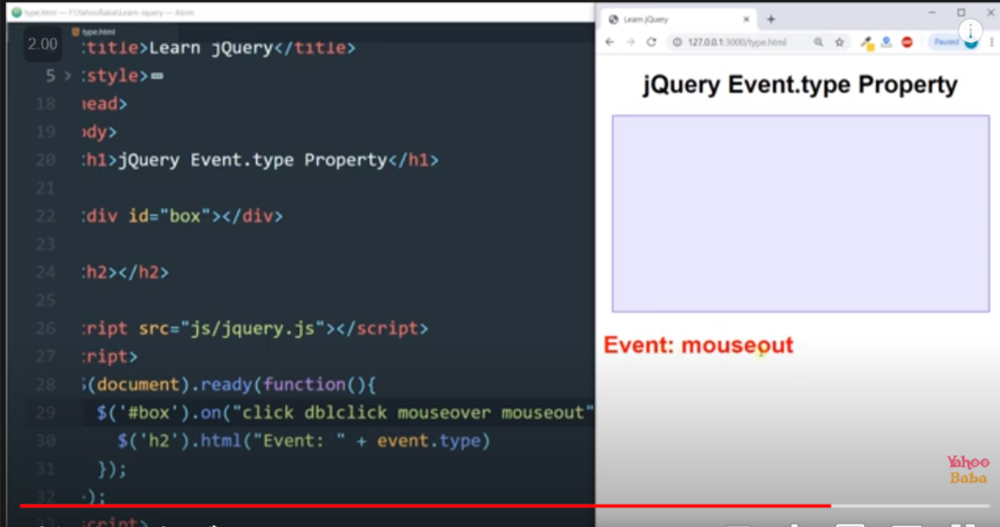 type.html — F:\YahooBaba\Learn-Jquery — Atom
type.html
2.00
:title>Learn jQuery</title>
5 > :style>
18 ıead>
19 ›dy>
20 :h1>jQuery Event.type Property</h1>
21
22 :div id="box"></div>
23
24 :h2></h2>
25
26 :ript src="js/jquery.js"></script>
27 :ript>
28 $(document).ready(function(){
29 $('#box').on("click dblclick mouseover mouseout"
30 $('h2').html("Event: " + event.type)
31 });
32 );
33 script>
Learn jQuery
127.0.0.1:3000/type.html
Paused
jQuery Event.type Property
Event: mouseout
Yahoo
Baba